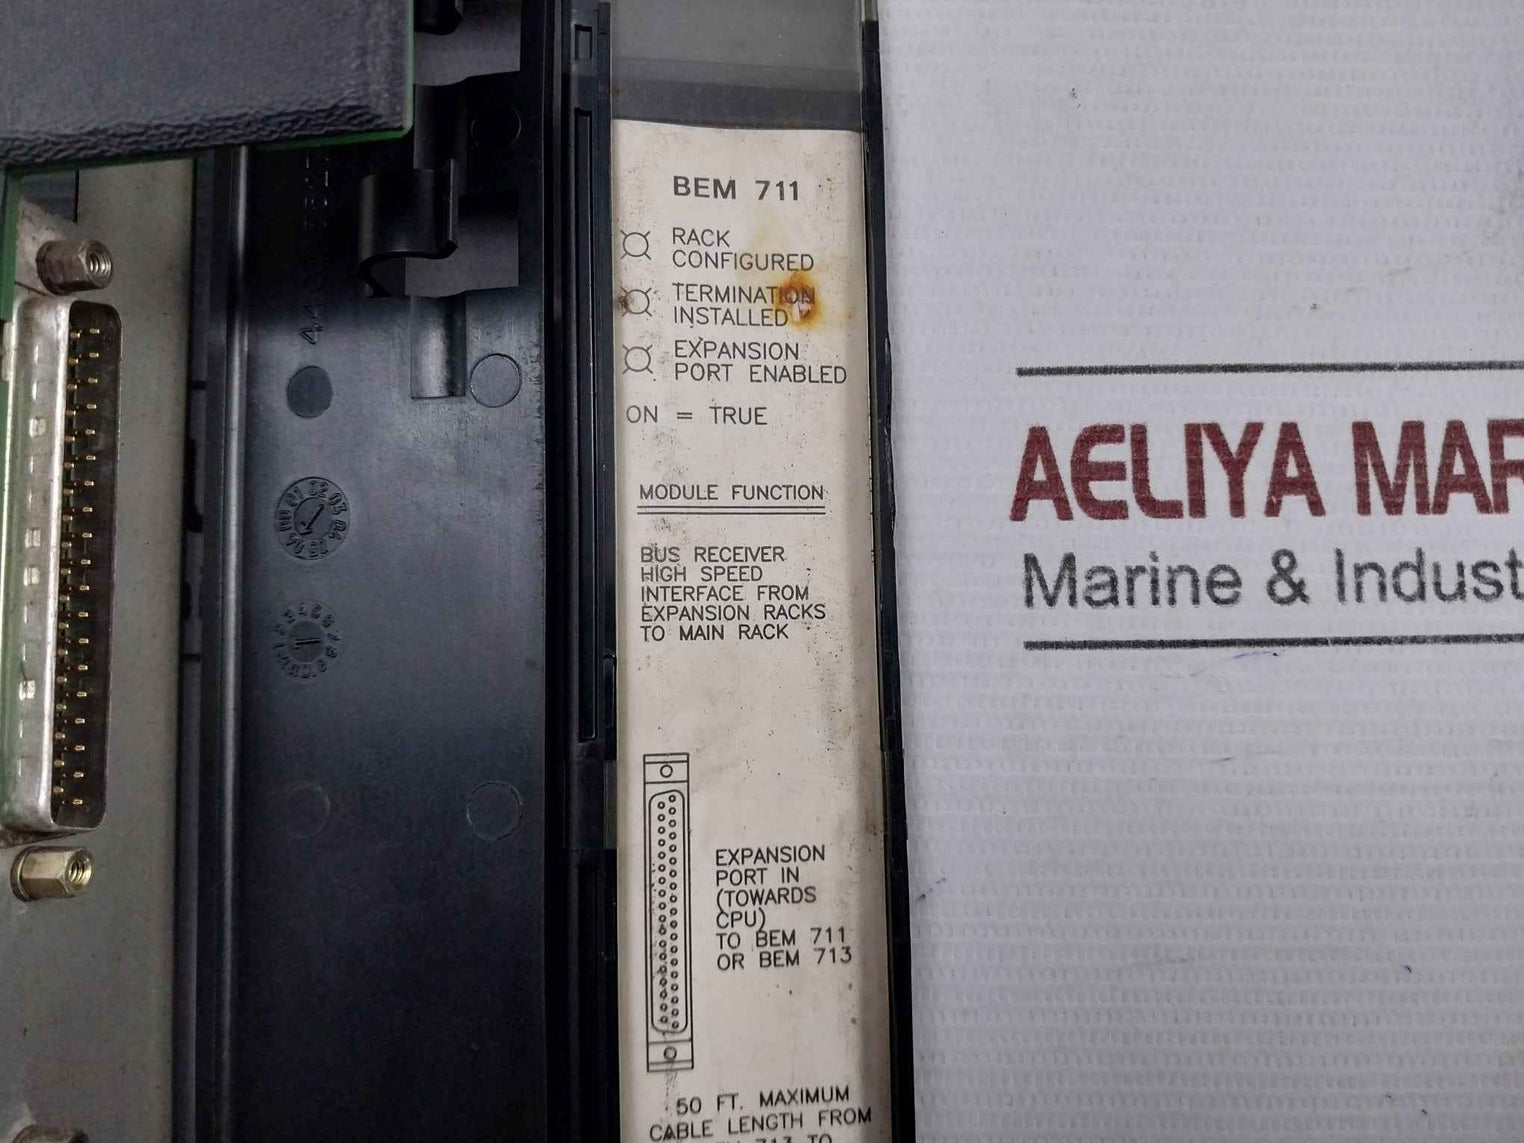 BEM 711
RACK
CONFIGURED
TERMINATION
INSTALLED
EXPANSION
PORT ENABLED
ON = TRUE
MODULE FUNCTION
BUS RECEIVER
HIGH SPEED
INTERFACE FROM
EXPANSION RACKS
TO MAIN RACK
EXPANSION
PORT IN
(TOWARDS
CPU)
TO BEM 711
OR BEM 713
50 FT. MAXIMUM
CABLE LENGTH FROM
713 TO
AELIYA MAR
Marine & Indust